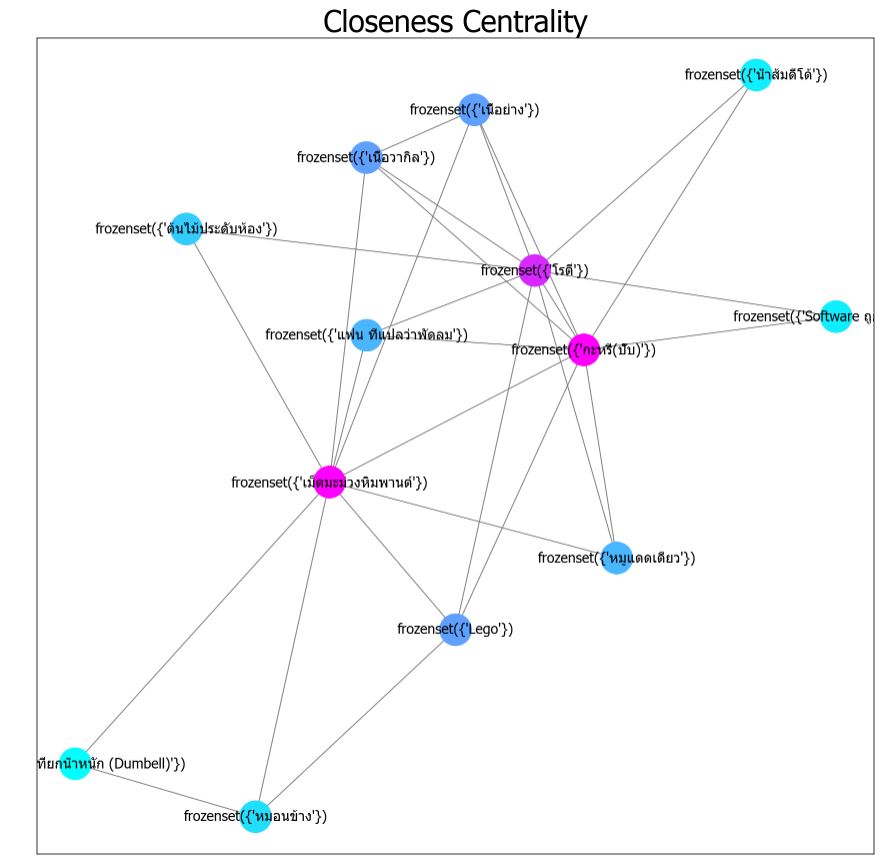 Closeness Centrality
frozenset({'น้ำส้มดีโด้'})
frozenset({'เนื้อย่าง'})
frozenset({'เนื้อวากิล'})
frozenset({'ต้นไม้ประดับห้อง'})
frozenset({'โรตี'})
frozenset({'Software
frozenset({'แฟน ที่แปลว่าพัดลม'})
frozenset({'กะหรี่(ปั๊บ)'})
frozenset({'เม็ดมะม่วงหิมพานต์'})
frozenset({'หมูแดดเดียว'})
frozenset({'Lego'})
ที่ยกน้ำหนัก (Dumbell)'})
frozenset({'หมอนข้าง'})